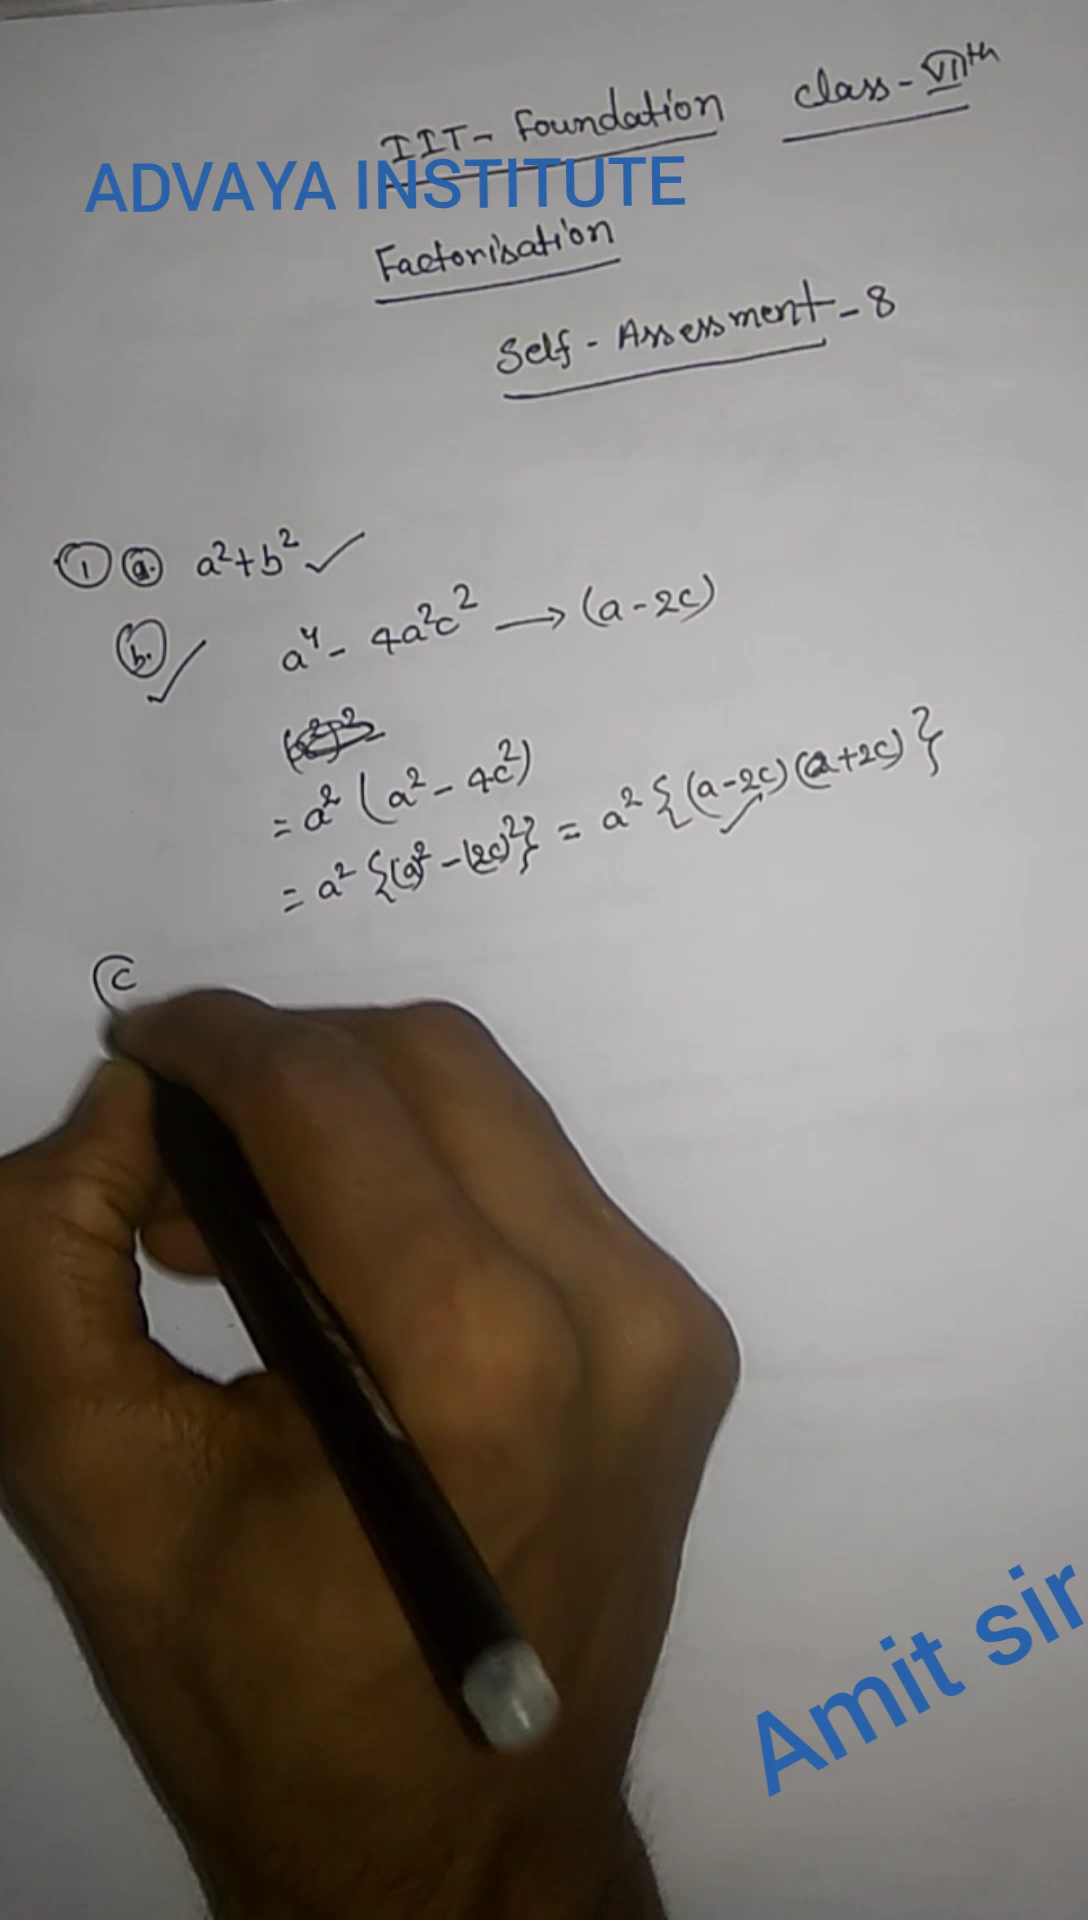 IIT- Foundation class - VIIth
ADVAYA INSTITUTE
Factorisation
Self - Assessment - 8
① ⓐ. a²+b² ✓
ⓑ. ✓ a⁴ - 4a²c² → (a-2c)
= a² (a² - 4c²)
= a² {(a)² - (2c)²} = a² {(a-2c)(a+2c)}
C
Amit sir